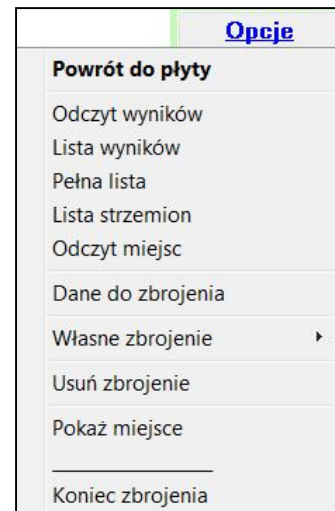 Opcje
Powrót do płyty
Odczyt wyników
Lista wyników
Pełna lista
Lista strzemion
Odczyt miejsc
Dane do zbrojenia
Własne zbrojenie
Usuń zbrojenie
Pokaż miejsce
Koniec zbrojenia